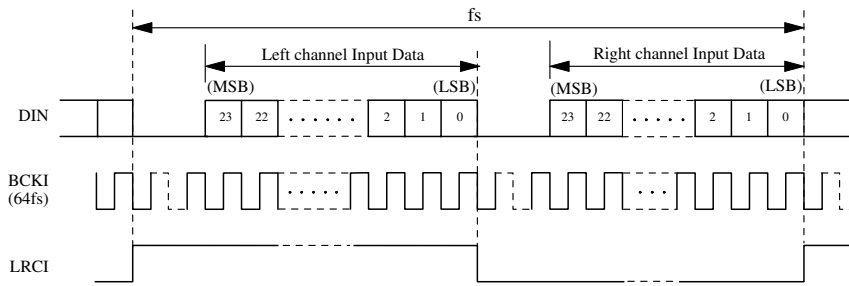 fs
Left channel Input Data
Right channel Input Data
(MSB)
(LSB)
(MSB)
(LSB)
DIN
23 22 2 1 0 23 22 2 1 0
BCKI
(64fs)
LRCI